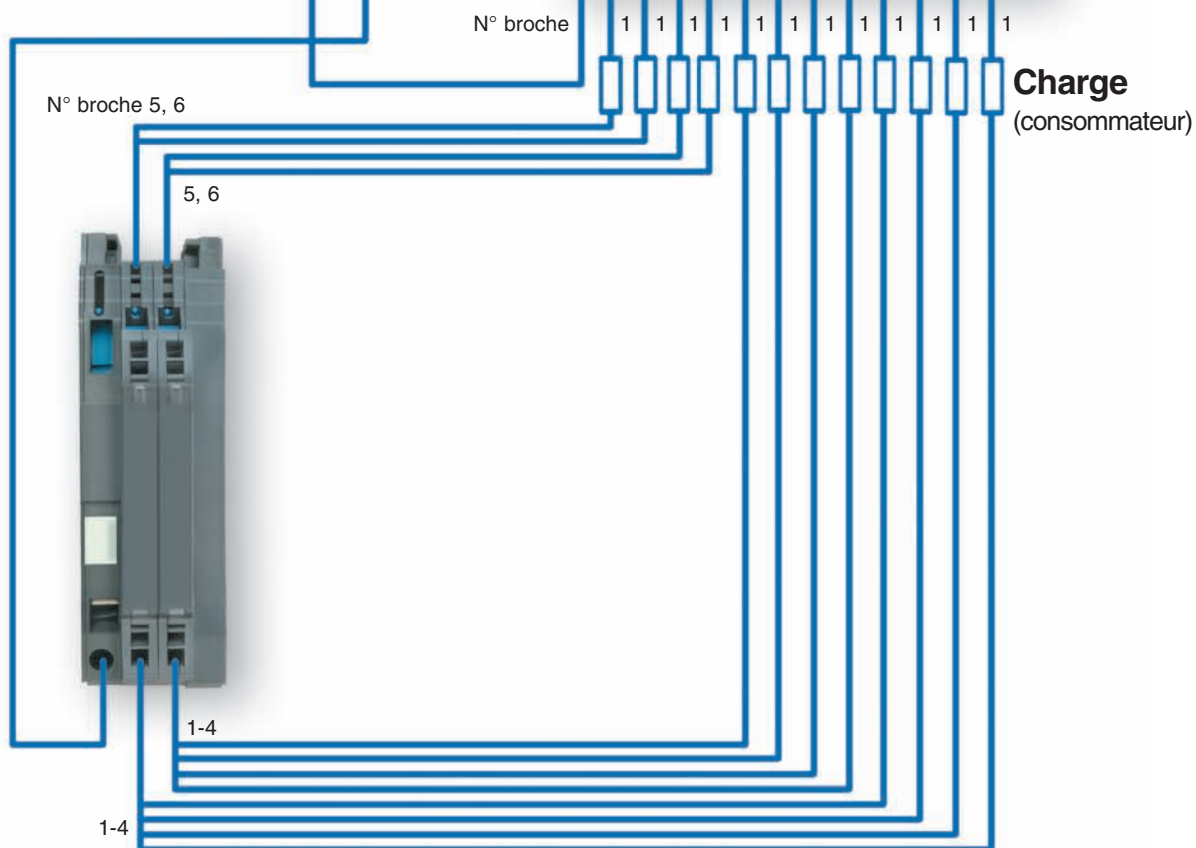 N° broche 1 1 1 1 1 1 1 1 1 1 1 1
Charge
(consommateur)
N° broche 5, 6
5, 6
1-4
1-4